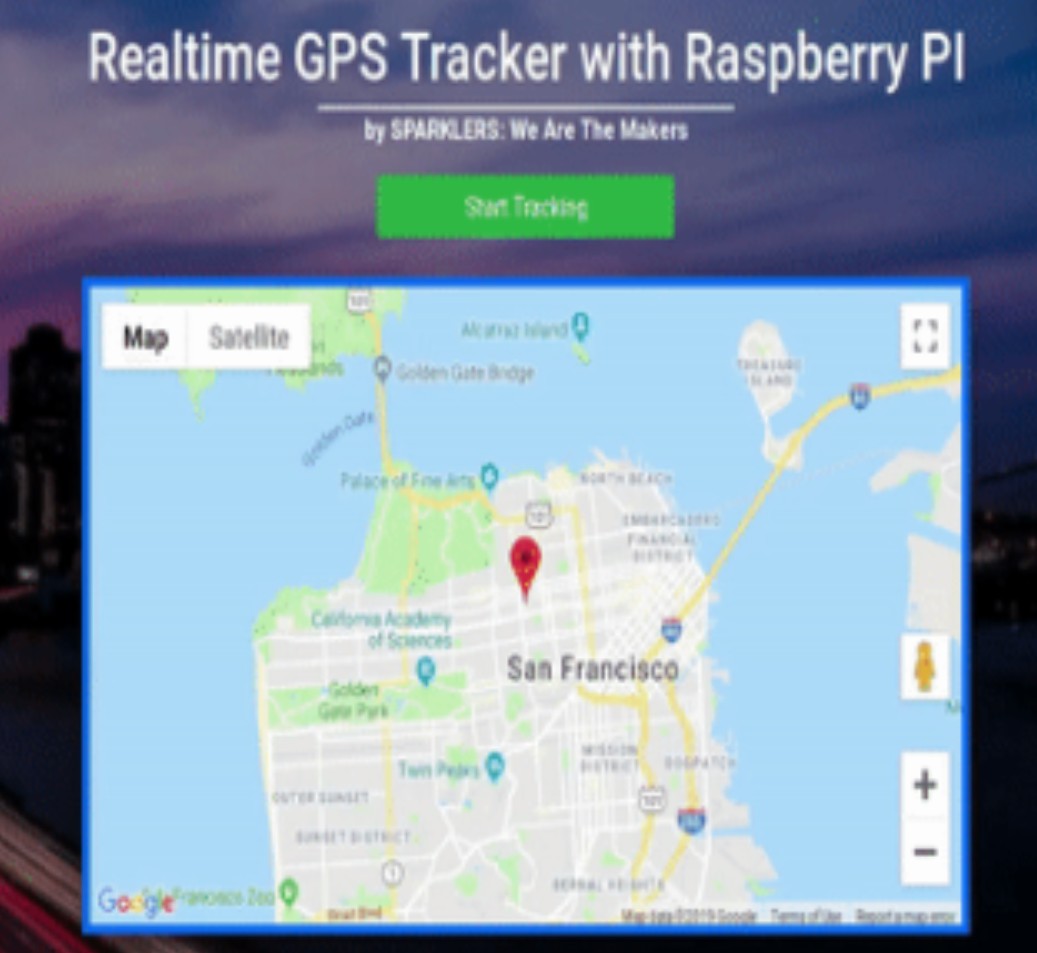 Realtime GPS Tracker with Raspberry PI
by SPARKLERS: We Are The Makers
Start Tracking
Map
Satellite
101
Alcatraz Island
Golden Gate Bridge
TREASURE
ISLAND
80
Golden Gate
Palace of Fine Arts
NORTH BEACH
101
EMBARCADERO
FINANCIAL
DISTRICT
California Academy
of Sciences
San Francisco
Golden
Gate Park
MISSION
DISTRICT
DOGPATCH
Twin Peaks
OUTER SUNSET
101
280
SUNSET DISTRICT
1
BERNAL HEIGHTS
Google
Francisco Zoo
Map data ©2019 Google
Terms of Use
Report a map error